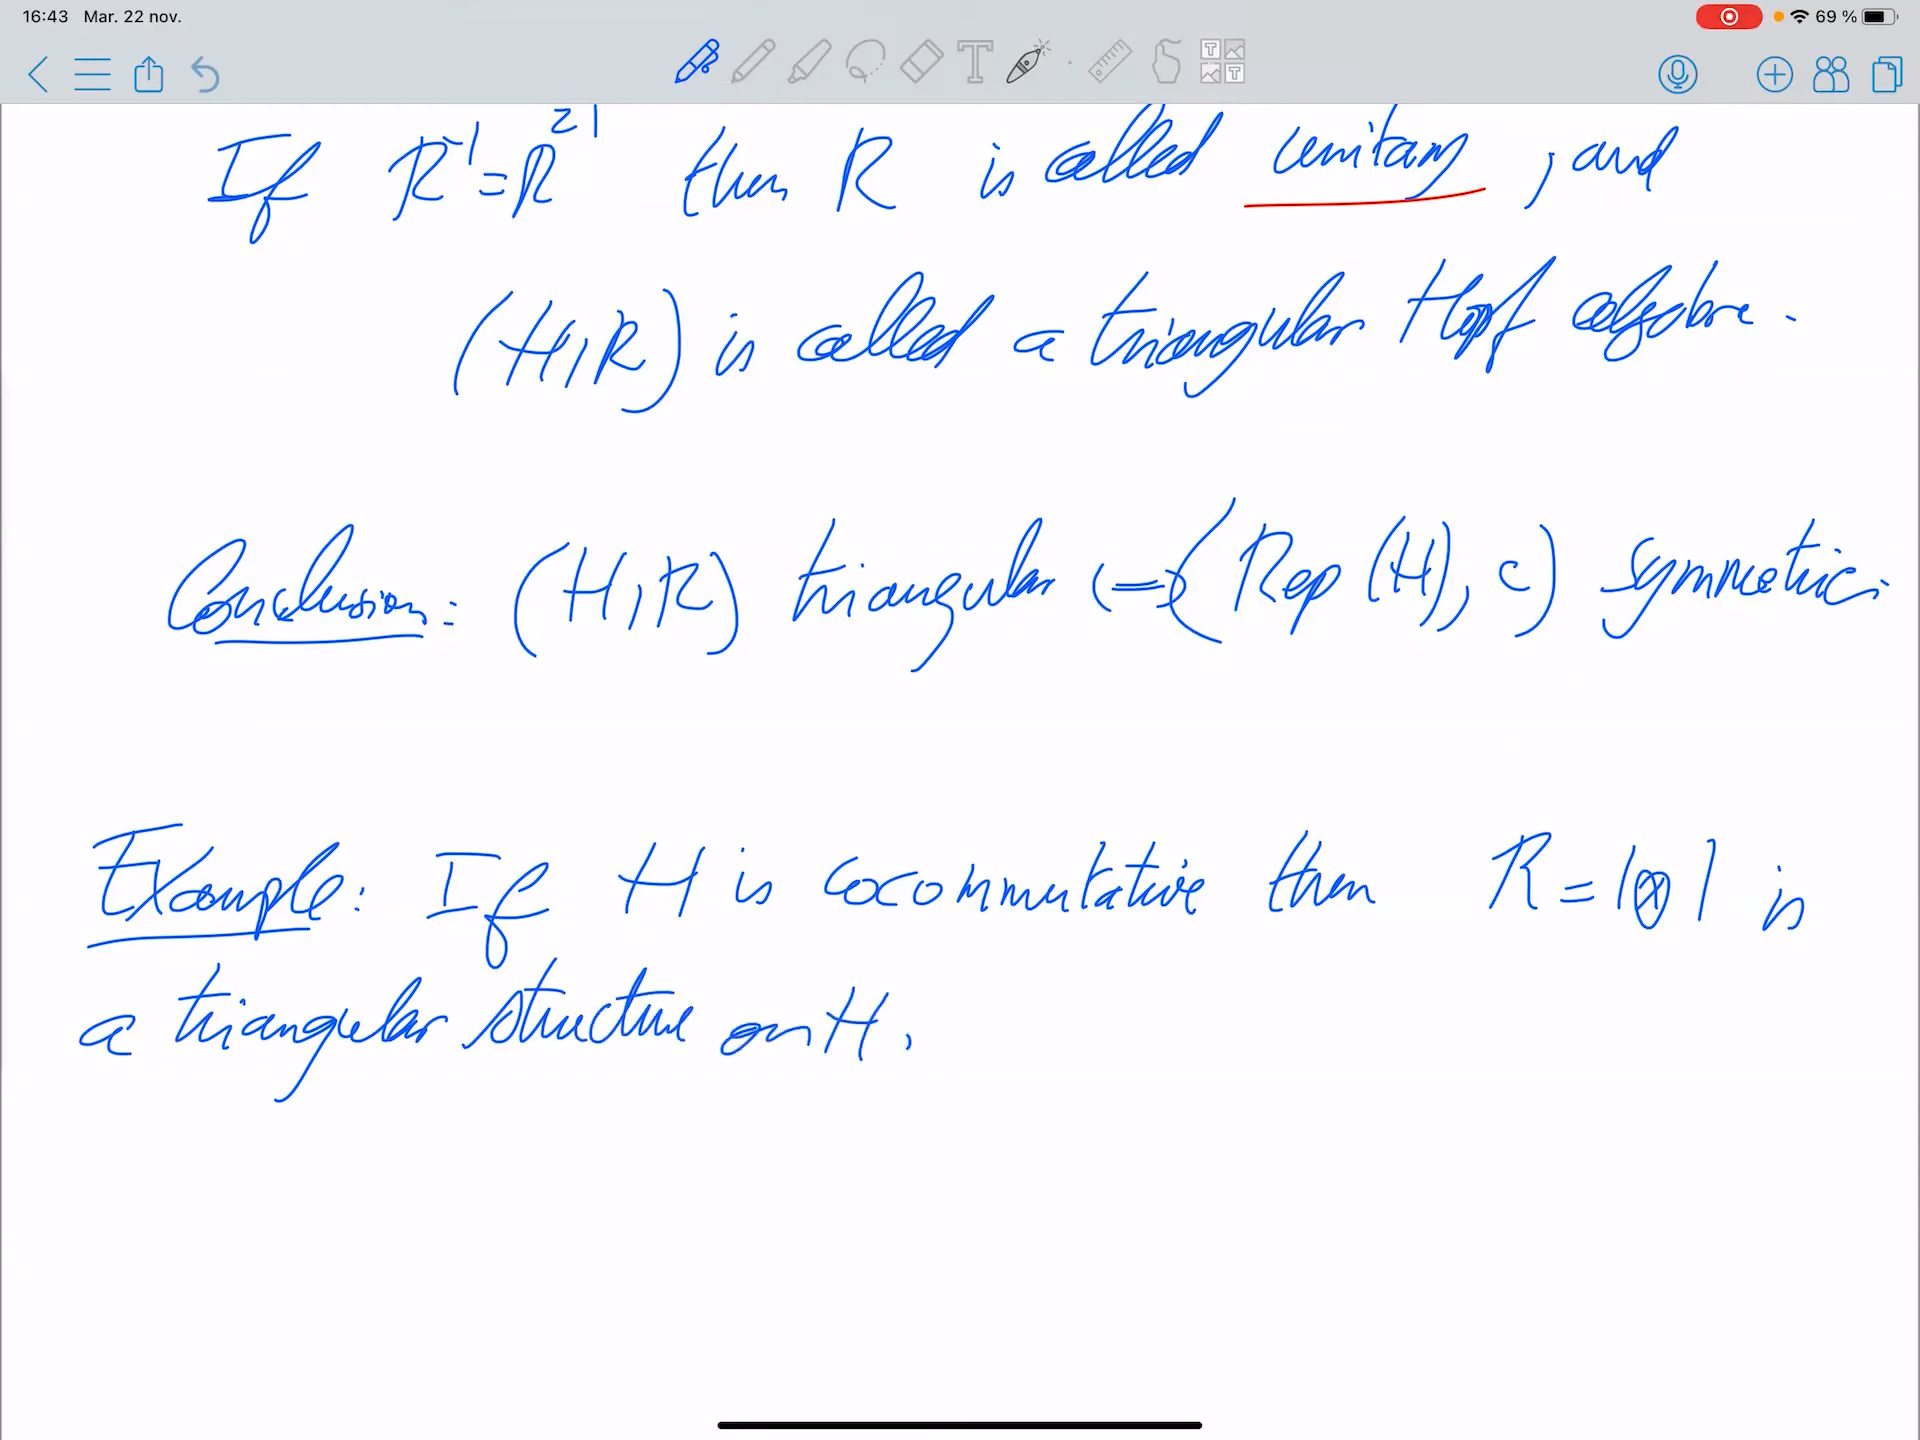 16:43 Mar. 22 nov. 69 %
If R⁻¹=R²¹ then R is called unitary, and
(H,R) is called a triangular Hopf algebra.
Conclusion: (H,R) triangular (=) (Rep(H), c) symmetric.
Example: If H is cocommutative then R=1⊗1 is
a triangular structure on H.